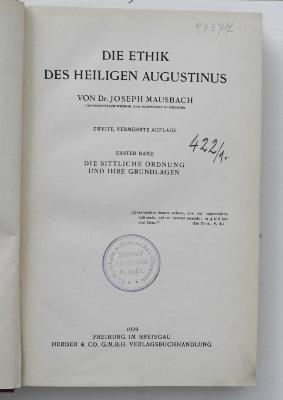 91377
DIE ETHIK
DES HEILIGEN AUGUSTINUS
VON DR. JOSEPH MAUSBACH
ZWEITE, VERMEHRTE AUFLAGE
422/1.
ERSTER BAND
DIE SITTLICHE ORDNUNG
UND IHRE GRUNDLAGEN
1929
FREIBURG IM BREISGAU
HERDER & CO. G.M.B.H. VERLAGSBUCHHANDLUNG